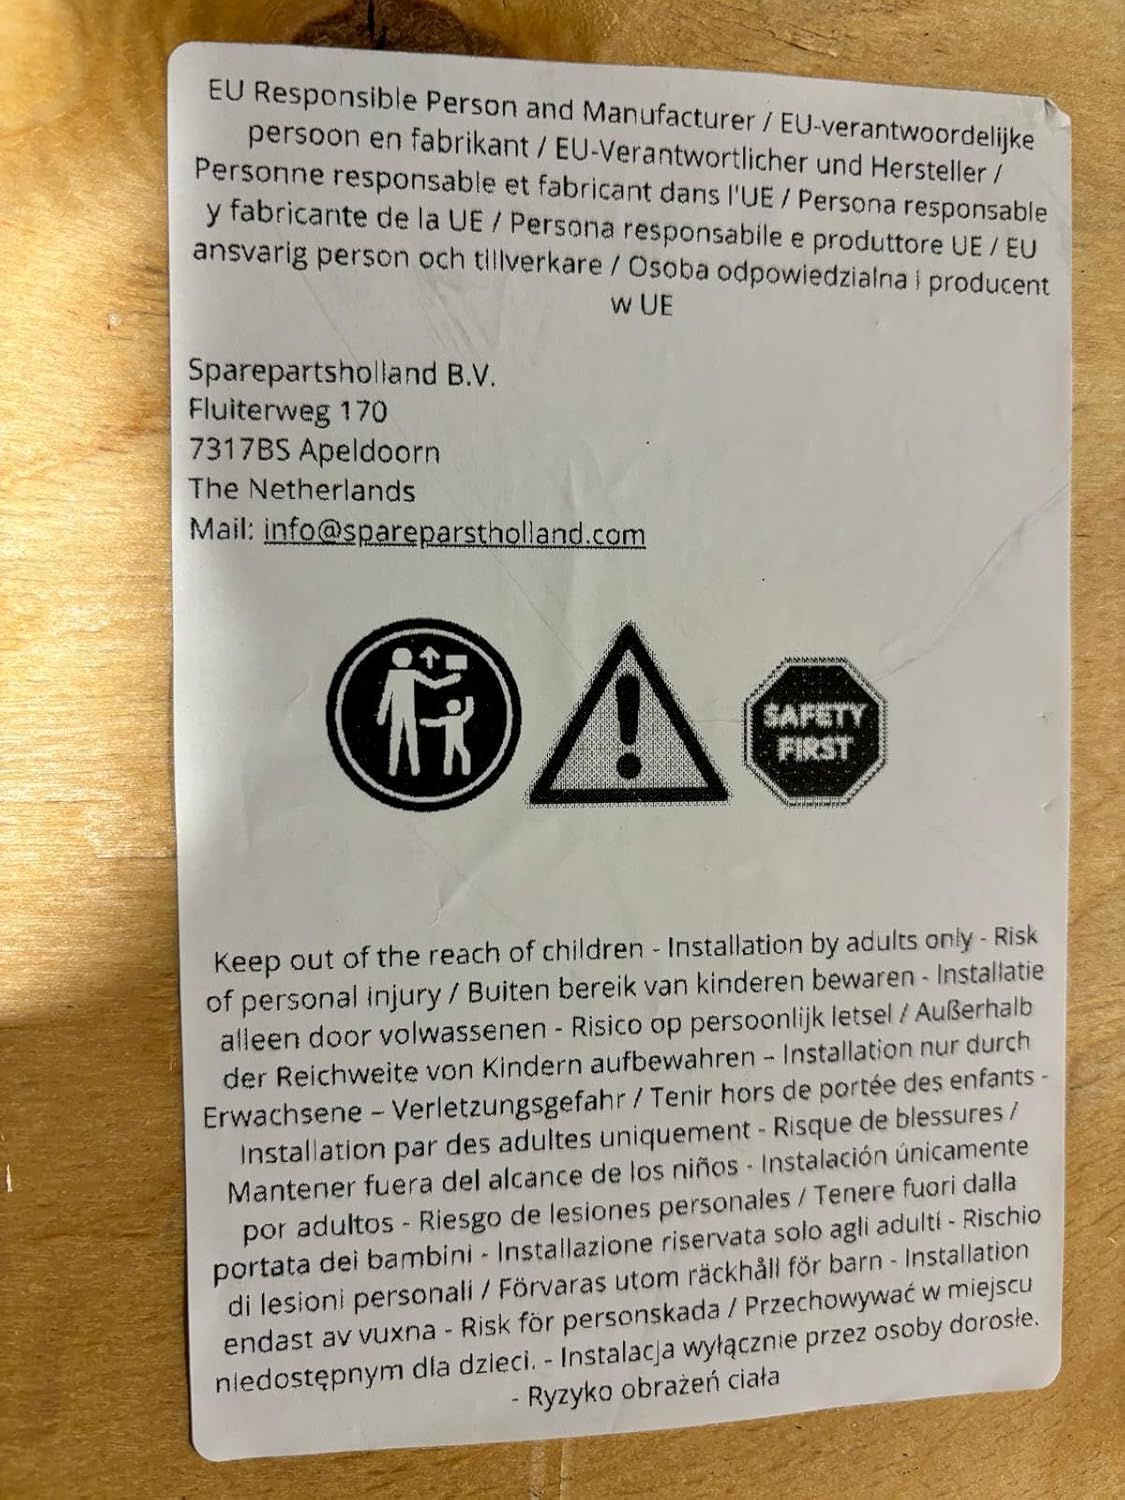 EU Responsible Person and Manufacturer / EU-verantwoordelijke
persoon en fabrikant / EU-Verantwortlicher und Hersteller /
Personne responsable et fabricant dans l'UE / Persona responsable
y fabricante de la UE / Persona responsabile e produttore UE / EU
ansvarig person och tillverkare / Osoba odpowiedzialna i producent
w UE
Sparepartsholland B.V.
Fluiterweg 170
7317BS Apeldoorn
The Netherlands
Mail: info@spareparstholland.com
SAFETY
FIRST
Keep out of the reach of children - Installation by adults only - Risk
of personal injury / Buiten bereik van kinderen bewaren - Installatie
alleen door volwassenen - Risico op persoonlijk letsel / Außerhalb
der Reichweite von Kindern aufbewahren – Installation nur durch
Erwachsene – Verletzungsgefahr / Tenir hors de portée des enfants -
Installation par des adultes uniquement - Risque de blessures /
Mantener fuera del alcance de los niños - Instalación únicamente
por adultos - Riesgo de lesiones personales / Tenere fuori dalla
portata dei bambini - Installazione riservata solo agli adulti - Rischio
di lesioni personali / Förvaras utom räckhåll för barn - Installation
endast av vuxna - Risk för personskada / Przechowywać w miejscu
niedostępnym dla dzieci. - Instalacja wyłącznie przez osoby dorosłe.
- Ryzyko obrażeń ciała